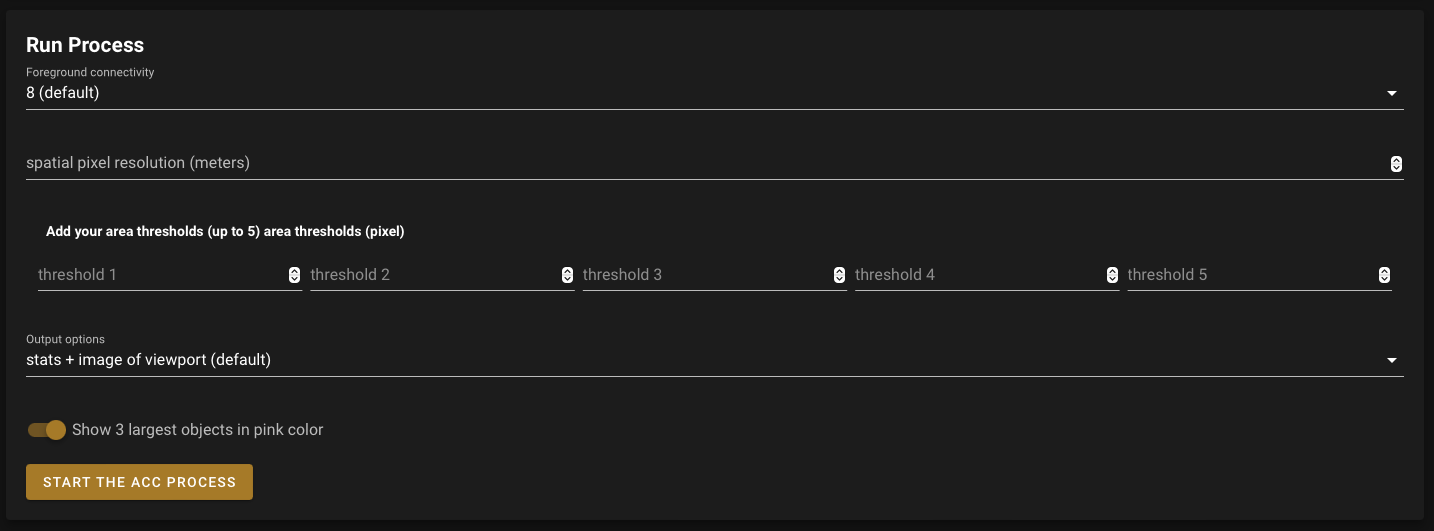 Run Process
Foreground connectivity
8 (default)
spatial pixel resolution (meters)
Add your area thresholds (up to 5) area thresholds (pixel)
threshold 1 threshold 2 threshold 3 threshold 4 threshold 5
Output options
stats + image of viewport (default)
Show 3 largest objects in pink color
START THE ACC PROCESS